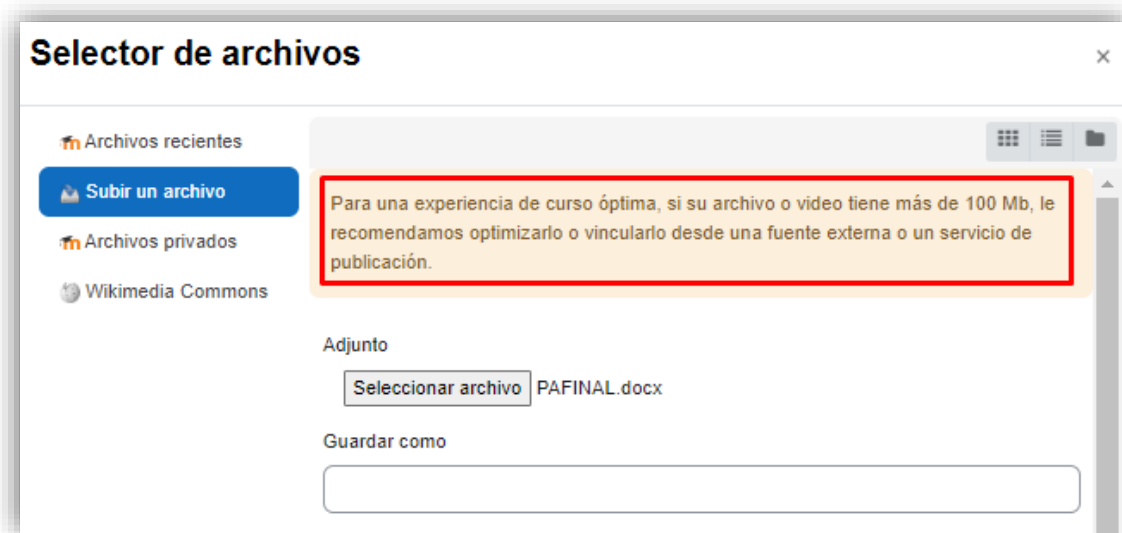 Selector de archivos
×
Archivos recientes
Subir un archivo
Archivos privados
Wikimedia Commons
Para una experiencia de curso óptima, si su archivo o video tiene más de 100 Mb, le
recomendamos optimizarlo o vincularlo desde una fuente externa o un servicio de
publicación.
Adjunto
Seleccionar archivo PAFINAL.docx
Guardar como